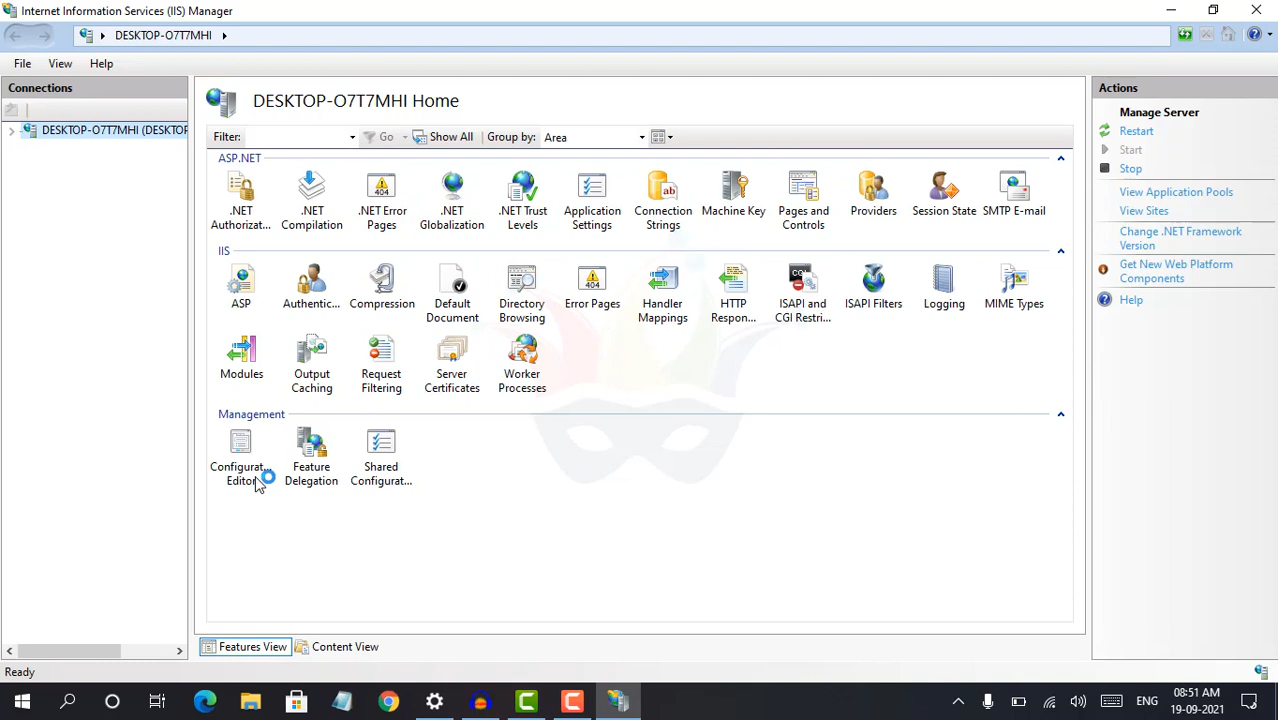 Internet Information Services (IIS) Manager
DESKTOP-O7T7MHI
File View Help
Connections
DESKTOP-O7T7MHI (DESKTOP
DESKTOP-O7T7MHI Home
Filter: Go Show All Group by: Area
ASP.NET
.NET Authorizat...
.NET Compilation
.NET Error Pages
.NET Globalization
.NET Trust Levels
Application Settings
Connection Strings
Machine Key
Pages and Controls
Providers
Session State
SMTP E-mail
IIS
ASP
Authentic...
Compression
Default Document
Directory Browsing
Error Pages
Handler Mappings
HTTP Respon...
ISAPI and CGI Restri...
ISAPI Filters
Logging
MIME Types
Modules
Output Caching
Request Filtering
Server Certificates
Worker Processes
Management
Configurat... Editor
Feature Delegation
Shared Configurat...
Features View Content View
Actions
Manage Server
Restart
Start
Stop
View Application Pools
View Sites
Change .NET Framework
Version
Get New Web Platform
Components
Help
Ready
ENG
08:51 AM
19-09-2021